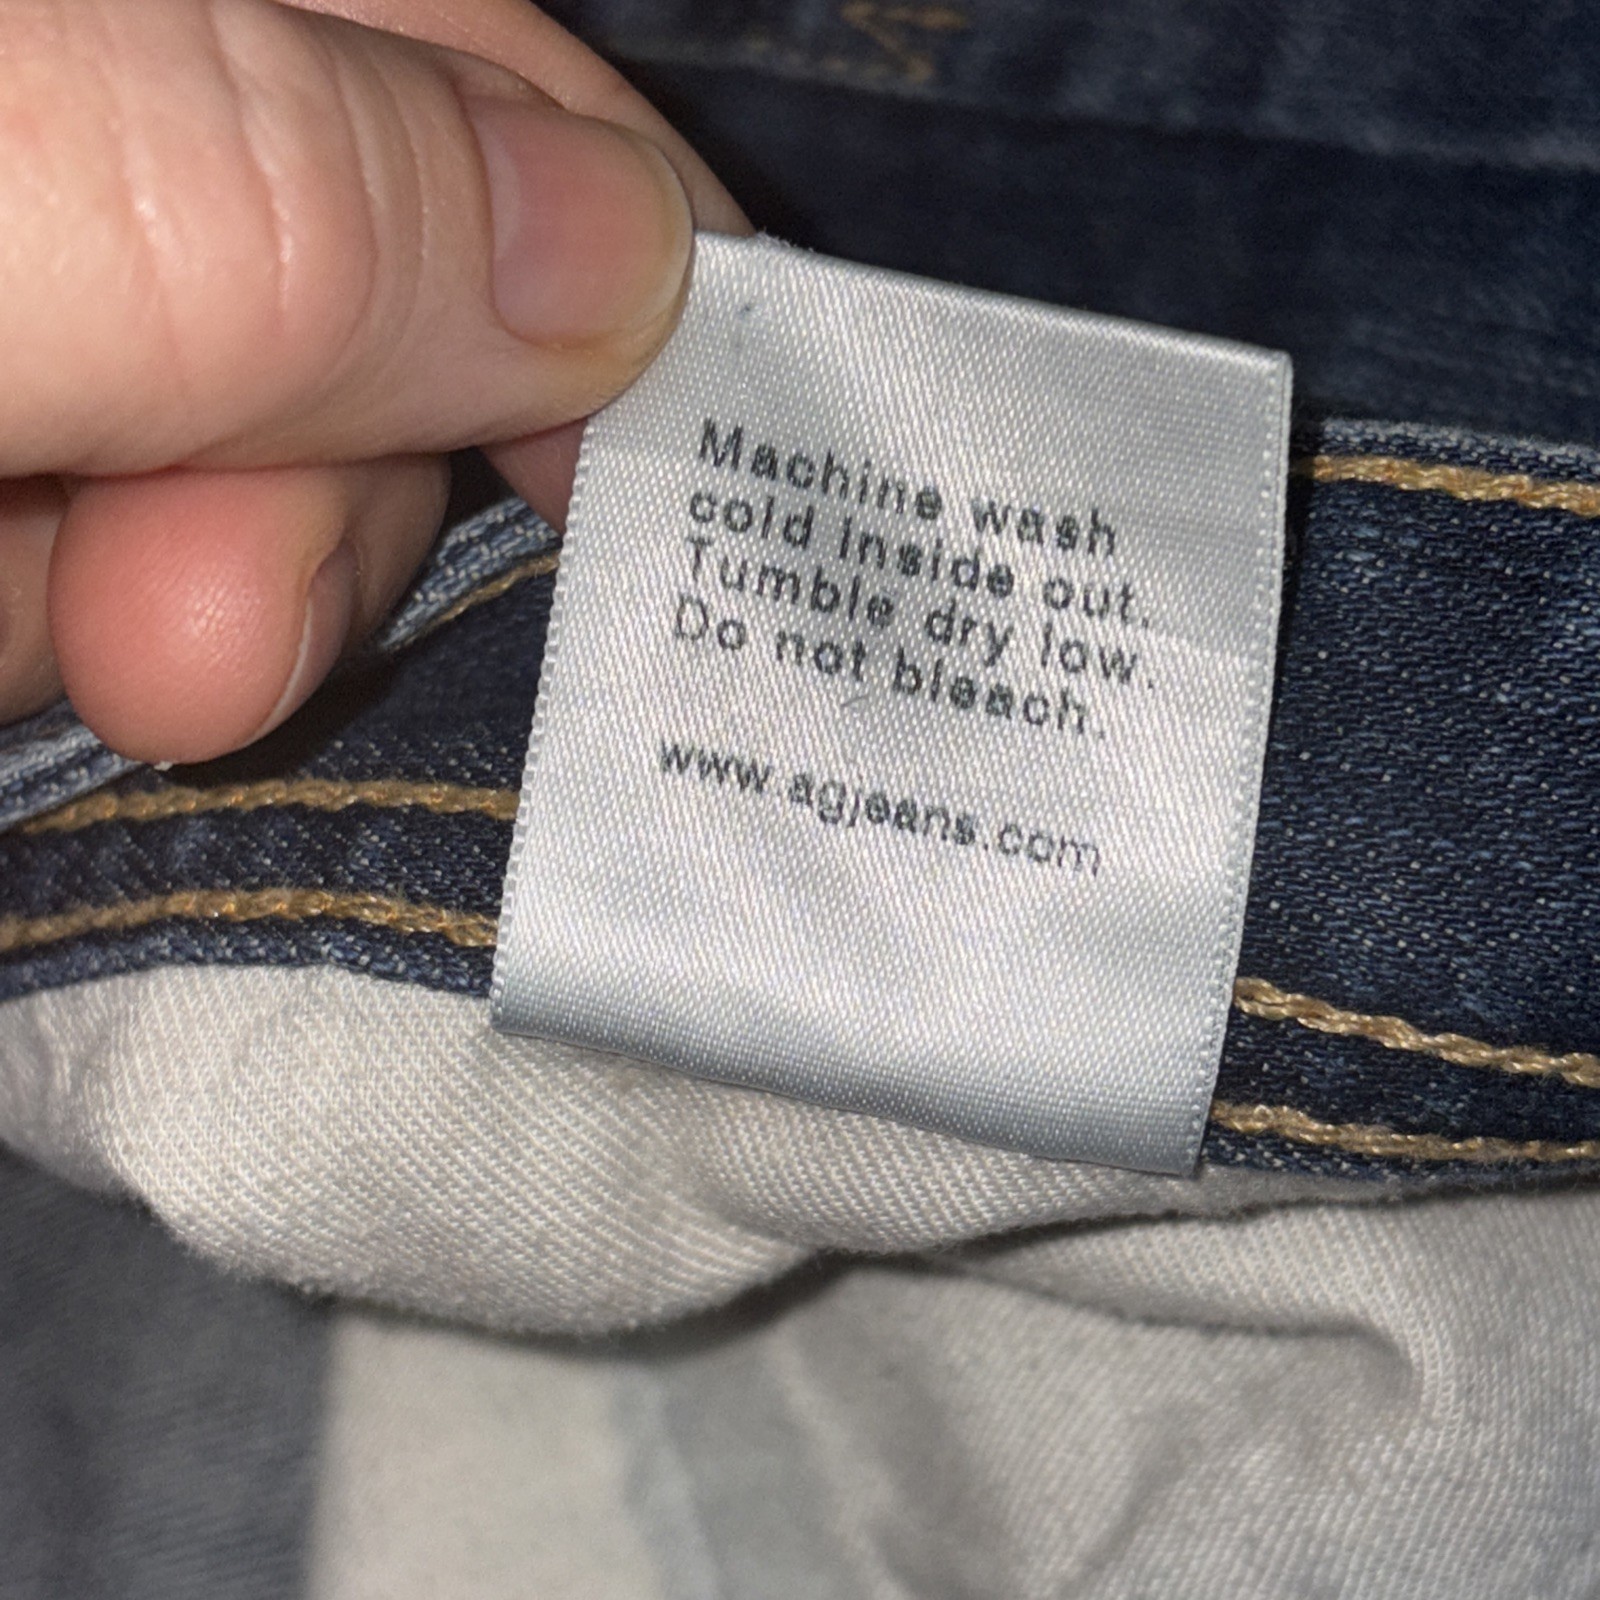 Machine wash
cold inside out.
Tumble dry low.
Do not bleach.
www.agjeans.com